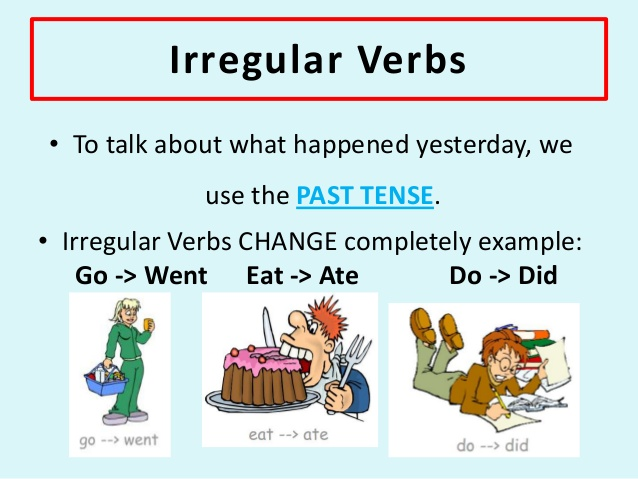 Irregular Verbs
• To talk about what happened yesterday, we
use the PAST TENSE.
• Irregular Verbs CHANGE completely example:
Go -> Went Eat -> Ate Do -> Did
go --> went
eat --> ate
do --> did